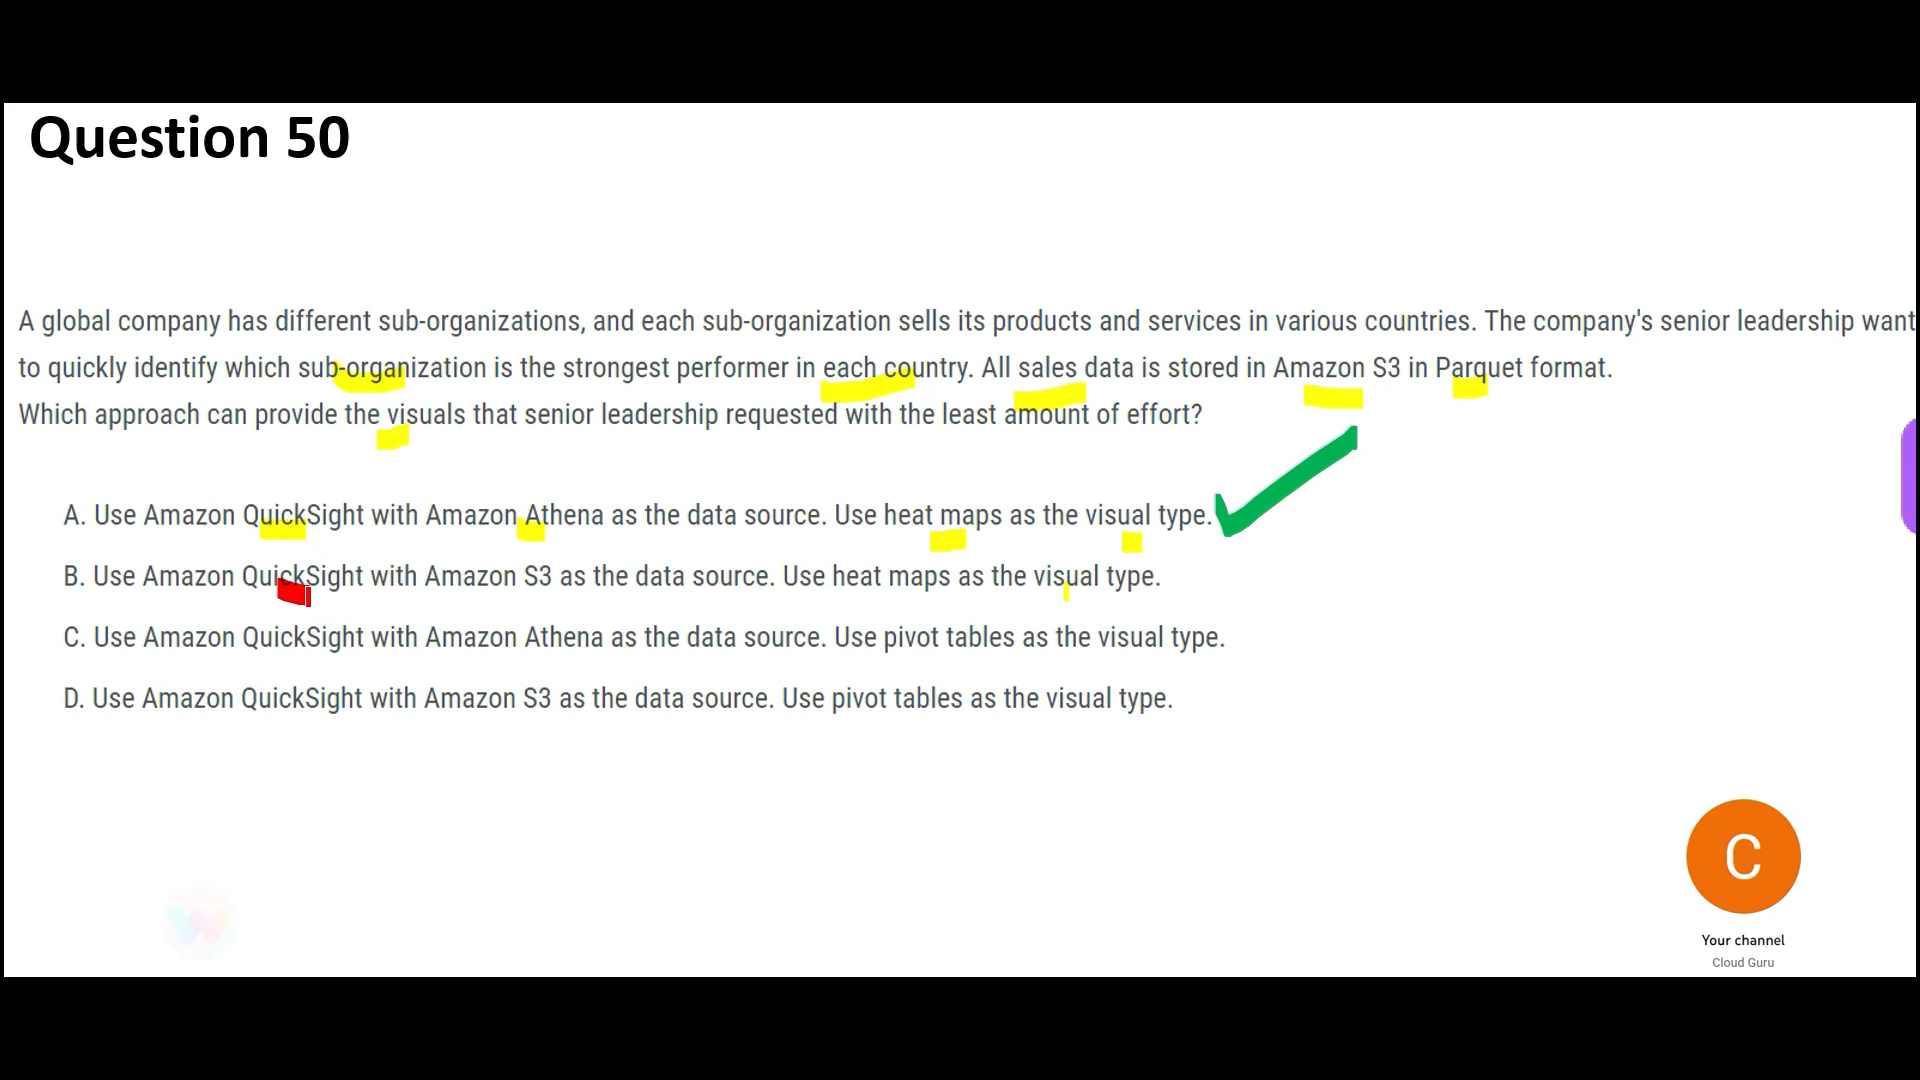 Question 50
A global company has different sub-organizations, and each sub-organization sells its products and services in various countries. The company's senior leadership want
to quickly identify which sub-organization is the strongest performer in each country. All sales data is stored in Amazon S3 in Parquet format.
Which approach can provide the visuals that senior leadership requested with the least amount of effort?
A. Use Amazon QuickSight with Amazon Athena as the data source. Use heat maps as the visual type.
B. Use Amazon QuickSight with Amazon S3 as the data source. Use heat maps as the visual type.
C. Use Amazon QuickSight with Amazon Athena as the data source. Use pivot tables as the visual type.
D. Use Amazon QuickSight with Amazon S3 as the data source. Use pivot tables as the visual type.
C
Your channel
Cloud Guru
W